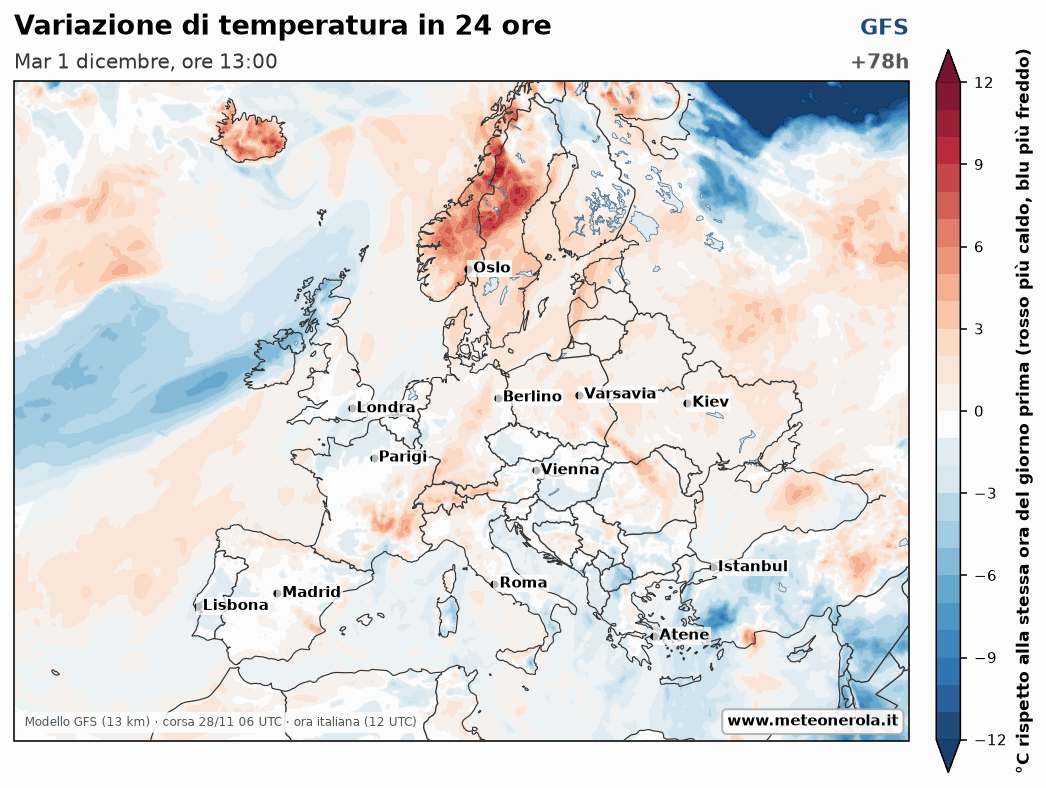 Variazione di temperatura in 24 ore
GFS
Mar 1 dicembre, ore 13:00
+78h
Oslo
Berlino
Varsavia
Kiev
Londra
Parigi
Vienna
Istanbul
Roma
Madrid
Lisbona
Atene
Modello GFS (13 km) · corsa 28/11 06 UTC · ora italiana (12 UTC)
www.meteonerola.it
12
9
6
3
0
−3
−6
−9
−12
°C rispetto alla stessa ora del giorno prima (rosso più caldo, blu più freddo)